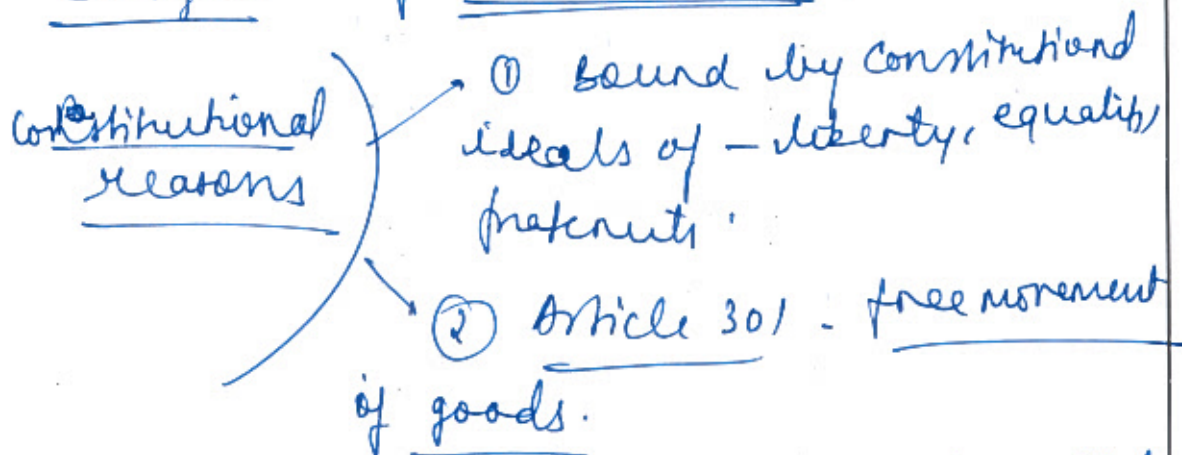 Constitutional
reasons
① Bound by constitutional
ideals of - liberty, equality,
fraternity.
② Article 301 - free movement
of goods.